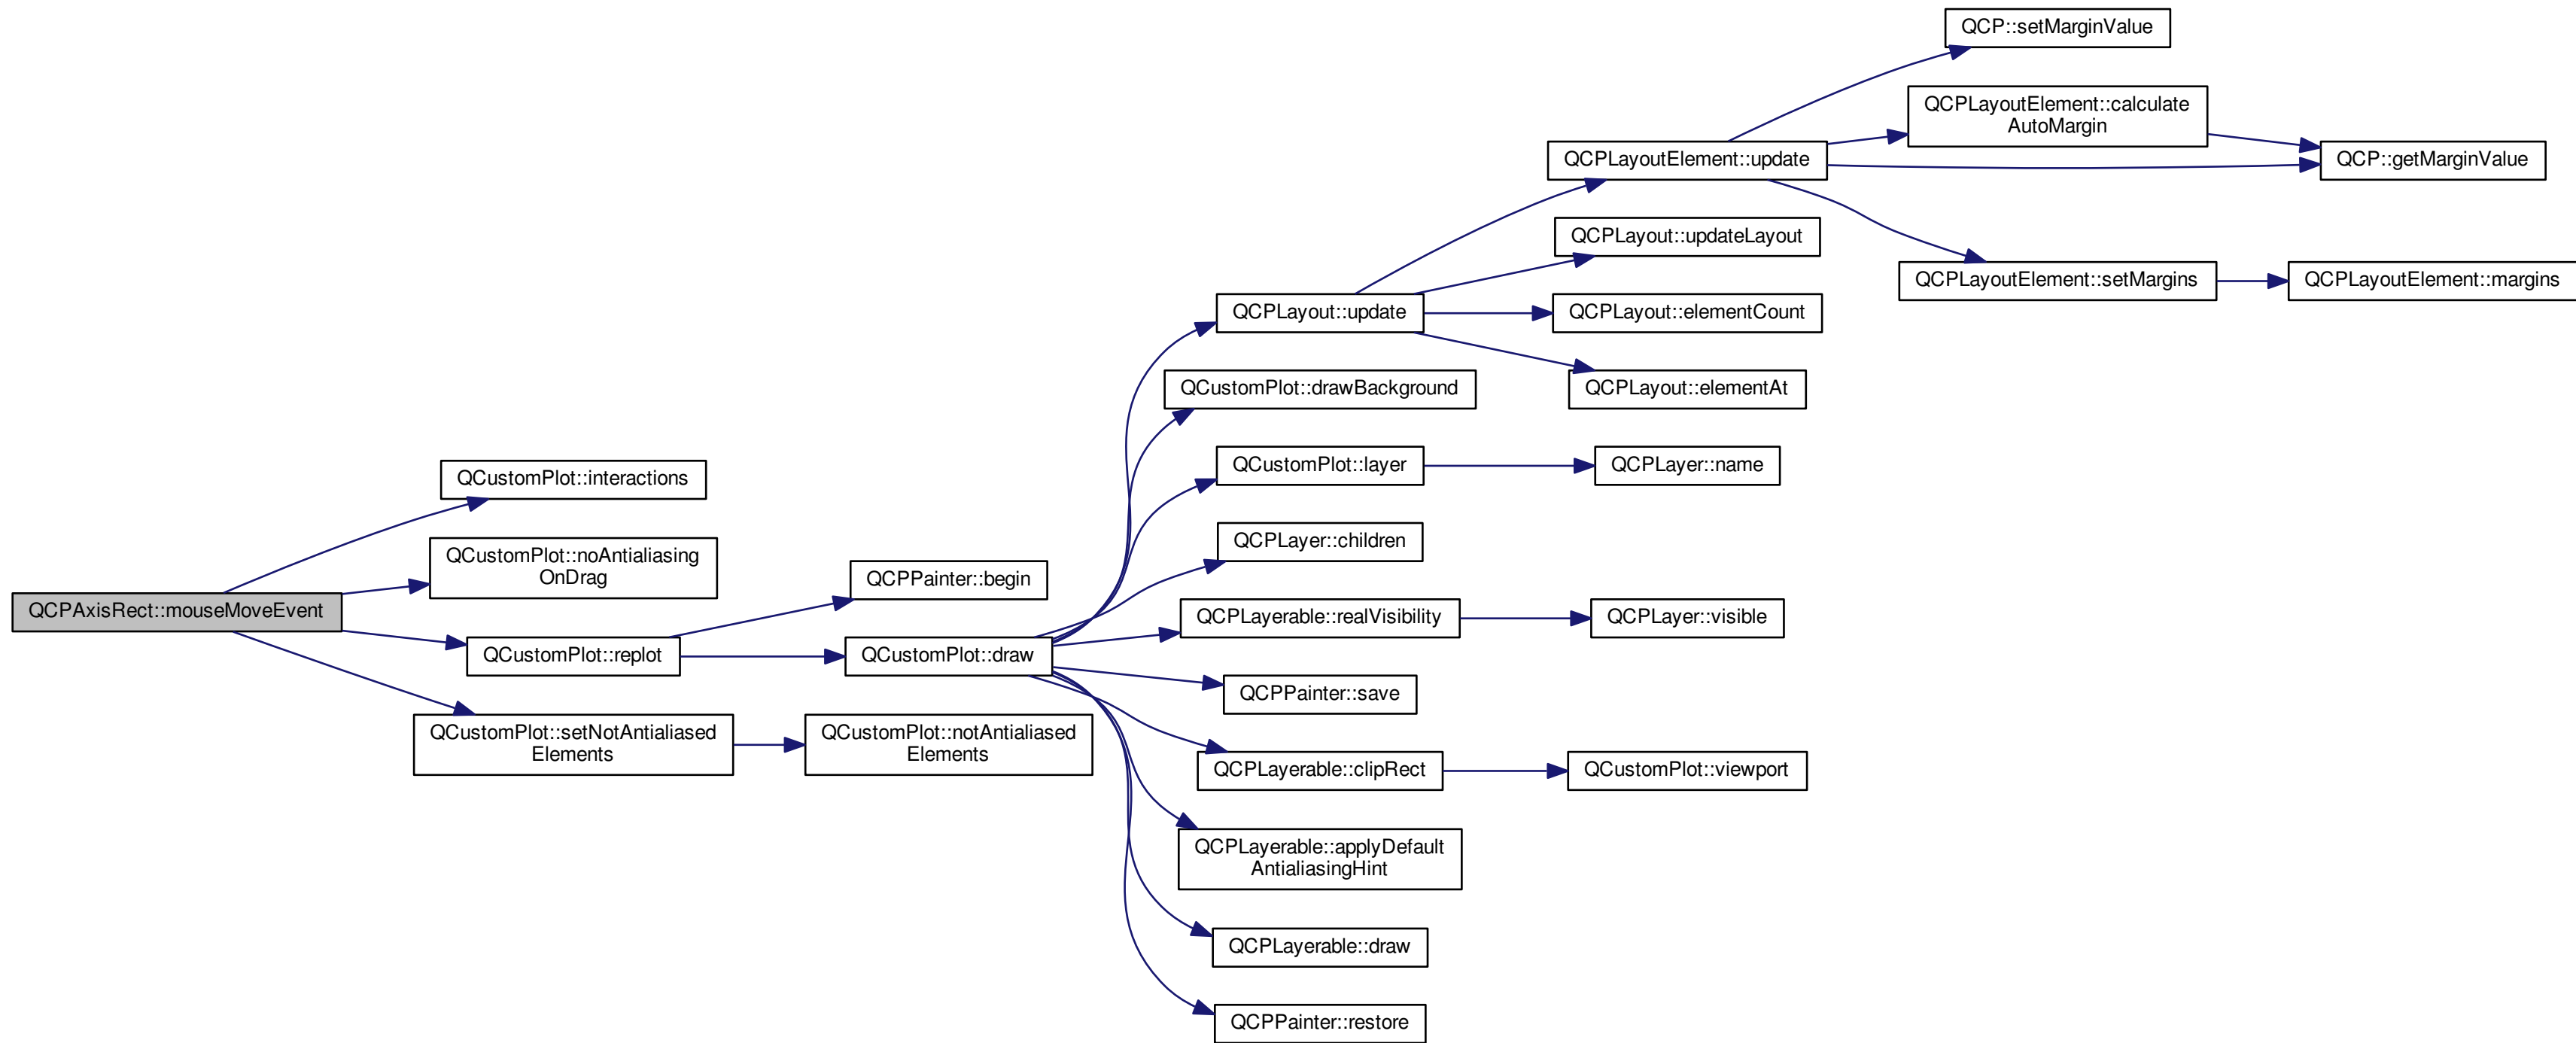 QCPAxisRect::mouseMoveEvent
QCustomPlot::interactions
QCustomPlot::noAntialiasing
OnDrag
QCustomPlot::replot
QCustomPlot::setNotAntialiased
Elements
QCPPainter::begin
QCustomPlot::draw
QCustomPlot::notAntialiased
Elements
QCPLayout::update
QCustomPlot::drawBackground
QCustomPlot::layer
QCPLayer::children
QCPLayerable::realVisibility
QCPPainter::save
QCPLayerable::clipRect
QCPLayerable::applyDefault
AntialiasingHint
QCPLayerable::draw
QCPPainter::restore
QCPLayoutElement::update
QCPLayout::updateLayout
QCPLayout::elementCount
QCPLayout::elementAt
QCPLayer::name
QCPLayer::visible
QCustomPlot::viewport
QCP::setMarginValue
QCPLayoutElement::calculate
AutoMargin
QCPLayoutElement::setMargins
QCP::getMarginValue
QCPLayoutElement::margins